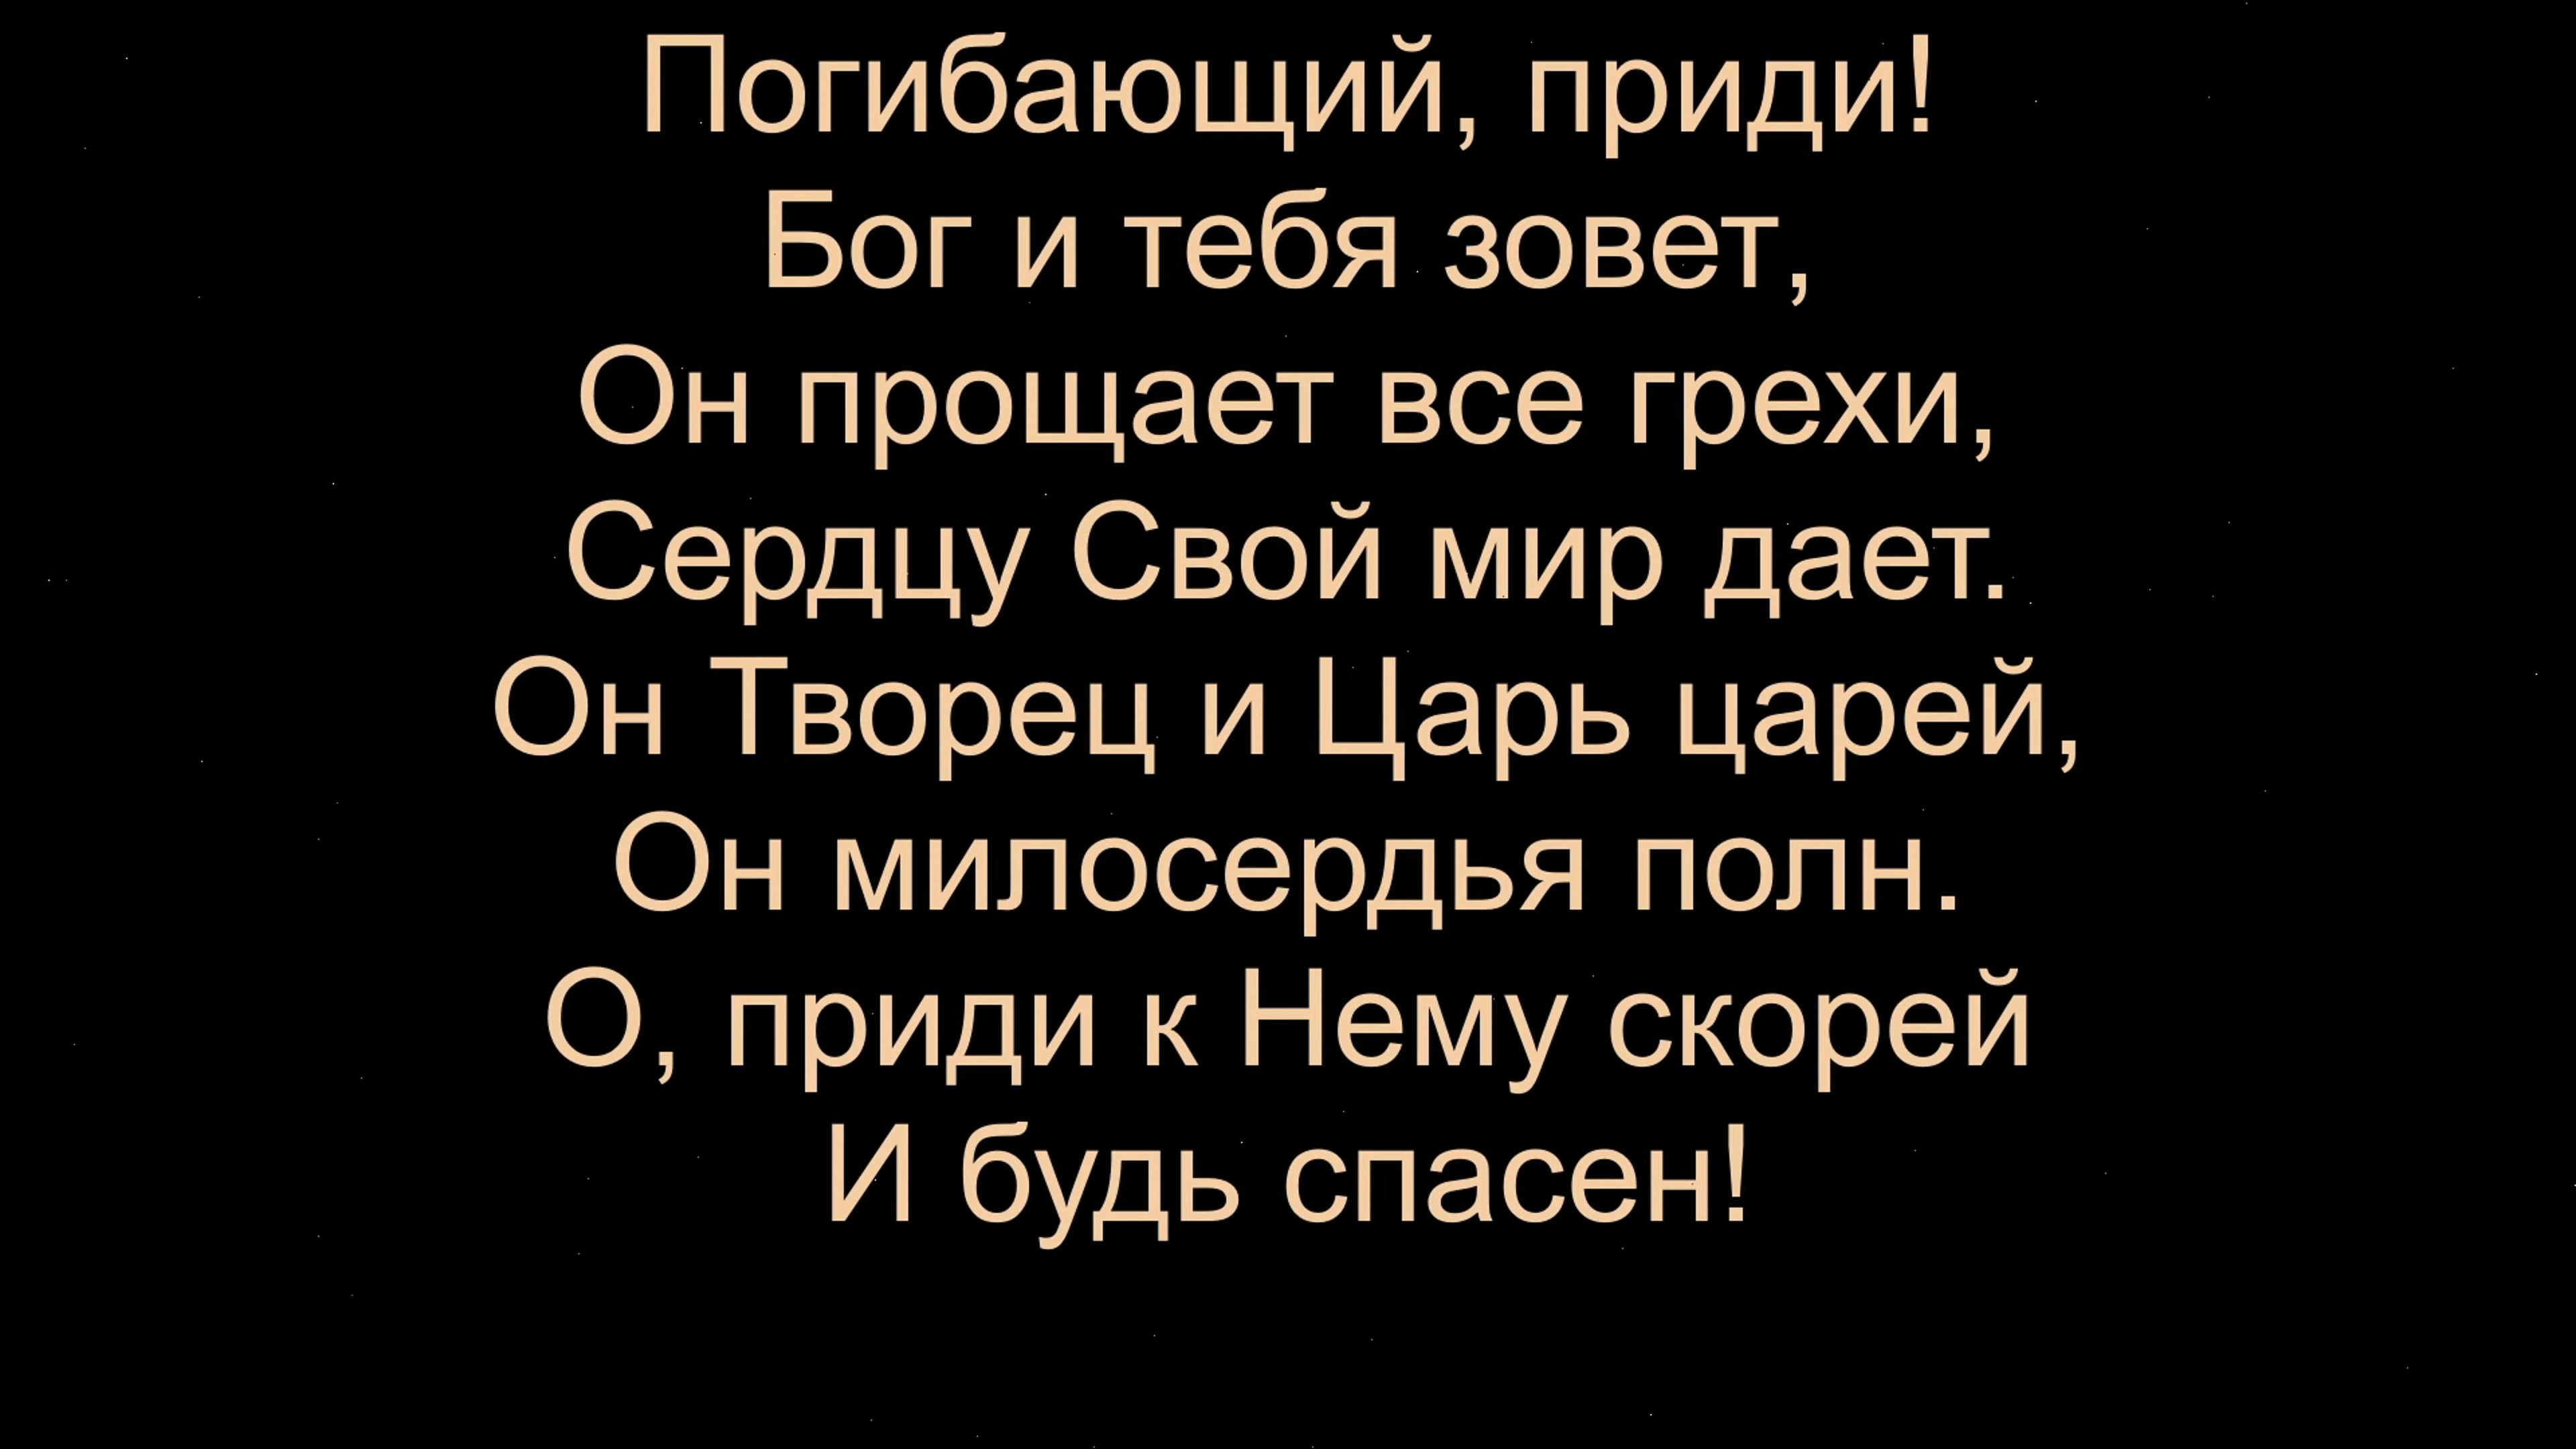 Погибающий, приди!
Бог и тебя зовет,
Он прощает все грехи,
Сердцу Свой мир дает.
Он Творец и Царь царей,
Он милосердья полн.
О, приди к Нему скорей
И будь спасен!